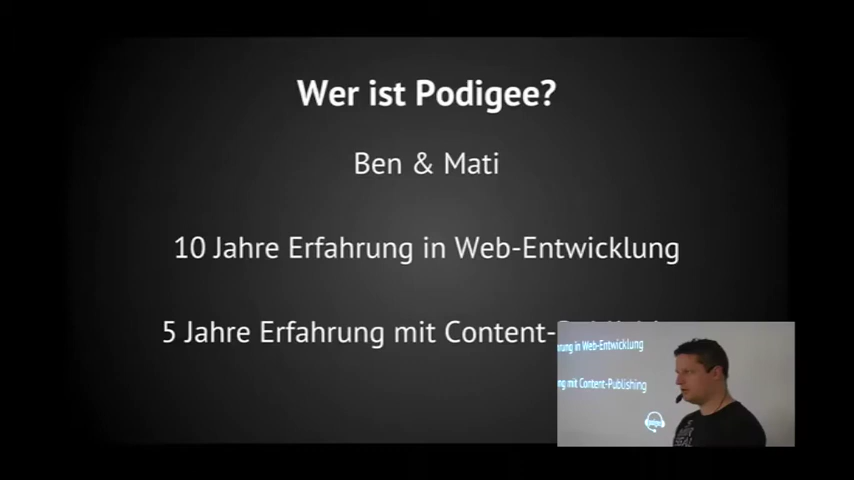 Wer ist Podigee?
Ben & Mati
10 Jahre Erfahrung in Web-Entwicklung
5 Jahre Erfahrung mit Content-
rung in Web-Entwicklung
ng mit Content-Publishing
podigee